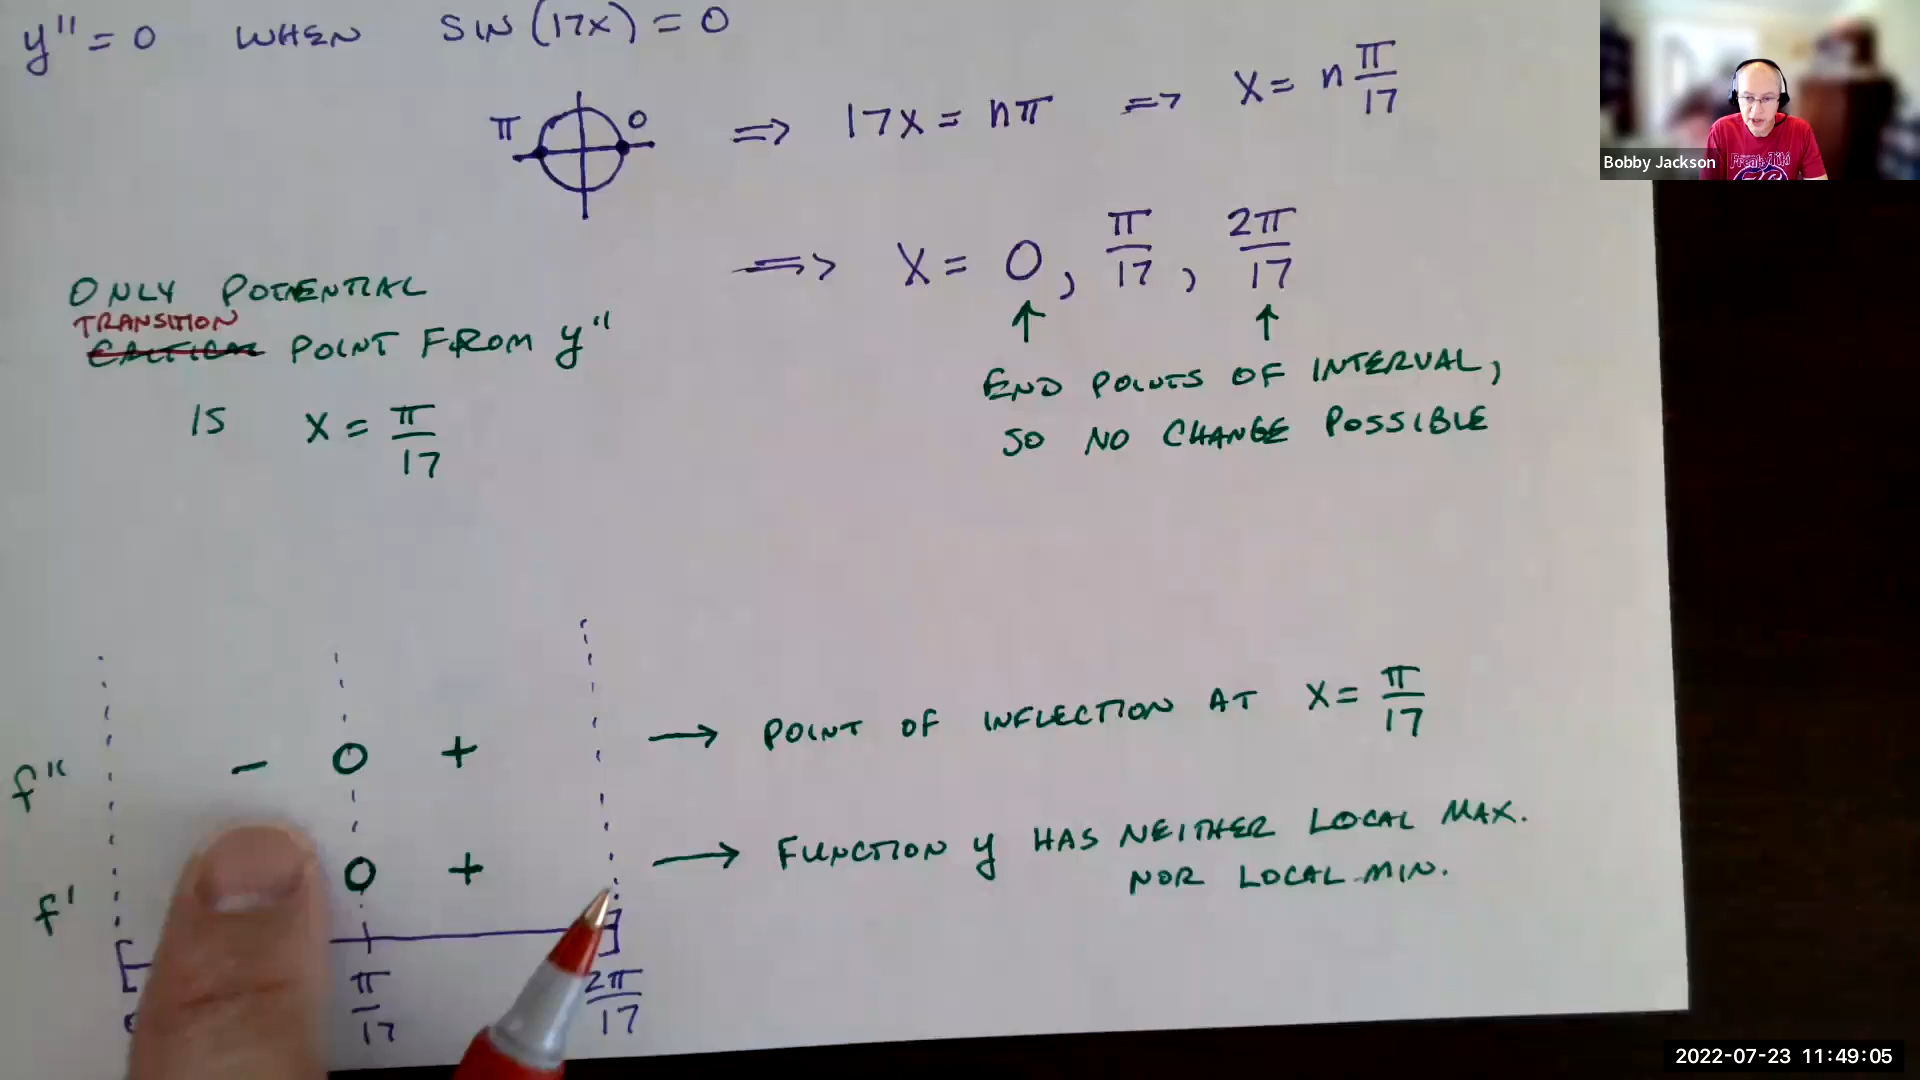 y" = 0 WHEN SIN (17x) = 0
π 0 => 17x = nπ => x = n π/17
=> x = 0, π/17, 2π/17
↑ ↑
END POINTS OF INTERVAL,
SO NO CHANGE POSSIBLE
ONLY POTENTIAL
TRANSITION
CRITICAL POINT FROM y"
IS x = π/17
f" − 0 + → POINT OF INFLECTION AT x = π/17
f' 0 + → FUNCTION y HAS NEITHER LOCAL MAX.
NOR LOCAL MIN.
[ ]
π/17 2π/17
Bobby Jackson
2022-07-23 11:49:05